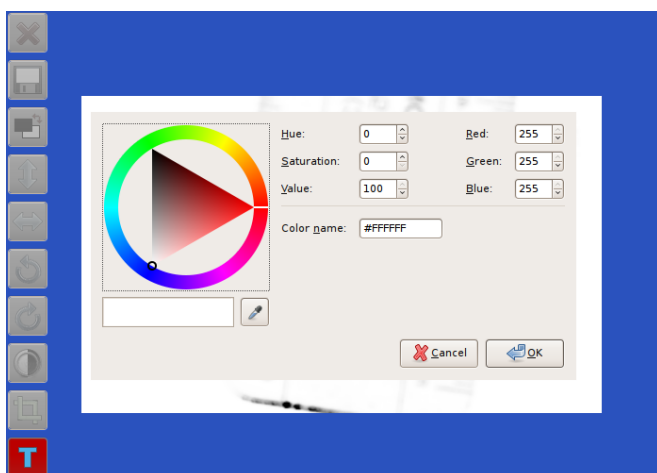 Hue: 0 Red: 255
Saturation: 0 Green: 255
Value: 100 Blue: 255
Color name: #FFFFFF
Cancel OK
T